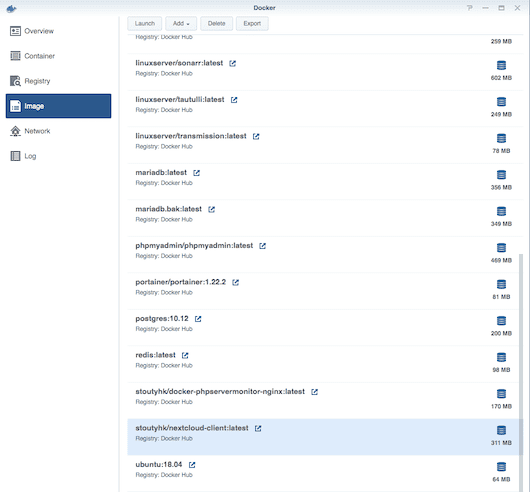 Docker
Launch
Add
Delete
Export
Overview
Container
Registry
Image
Network
Log
Registry: Docker Hub
259 MB
linuxserver/sonarr:latest
Registry: Docker Hub
602 MB
linuxserver/tautulli:latest
Registry: Docker Hub
249 MB
linuxserver/transmission:latest
Registry: Docker Hub
78 MB
mariadb:latest
Registry: Docker Hub
356 MB
mariadb.bak:latest
Registry: Docker Hub
349 MB
phpmyadmin/phpmyadmin:latest
Registry: Docker Hub
469 MB
portainer/portainer:1.22.2
Registry: Docker Hub
81 MB
postgres:10.12
Registry: Docker Hub
200 MB
redis:latest
Registry: Docker Hub
98 MB
stoutyhk/docker-phpservermonitor-nginx:latest
Registry: Docker Hub
170 MB
stoutyhk/nextcloud-client:latest
Registry: Docker Hub
311 MB
ubuntu:18.04
Registry: Docker Hub
64 MB